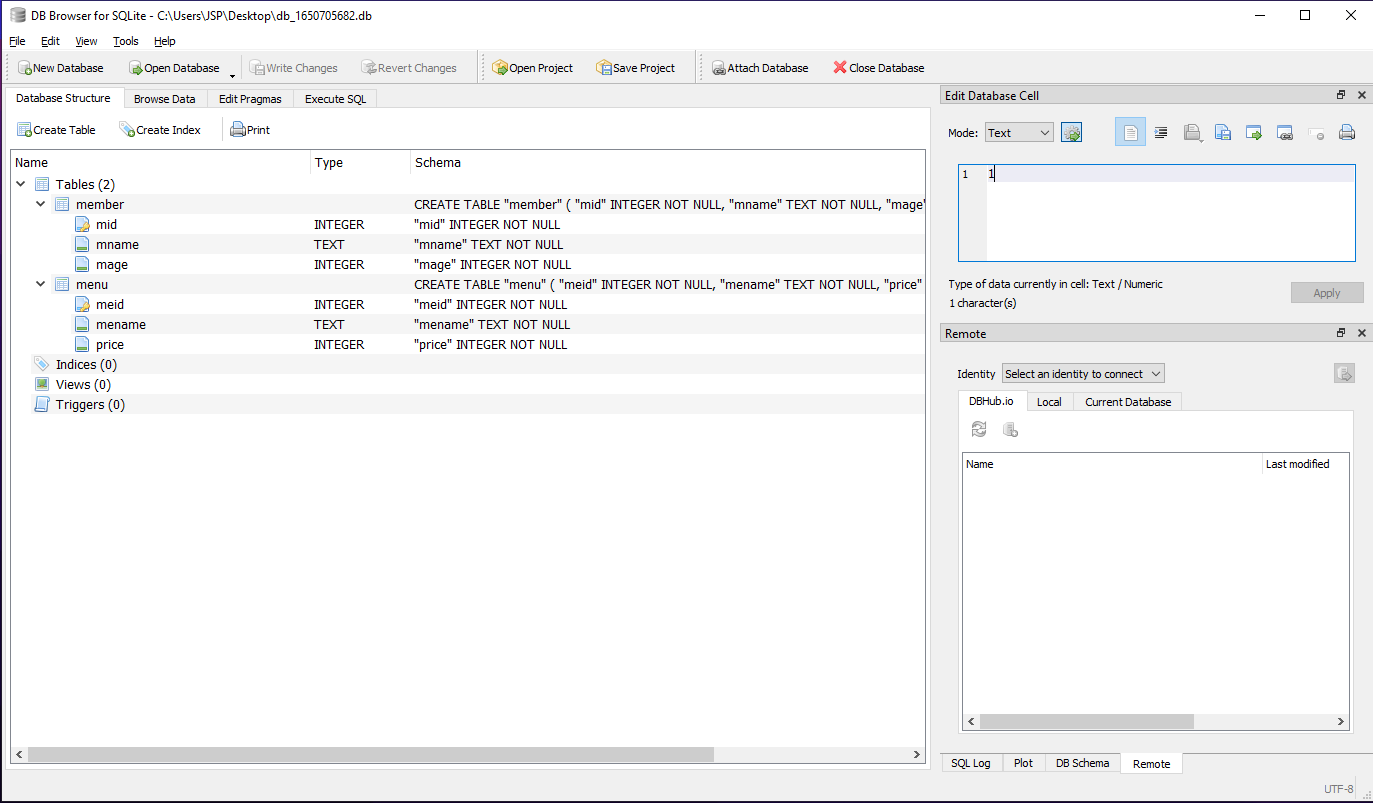 DB Browser for SQLite - C:\Users\JSP\Desktop\db_1650705682.db
File Edit View Tools Help
New Database Open Database Write Changes Revert Changes Open Project Save Project Attach Database Close Database
Database Structure Browse Data Edit Pragmas Execute SQL
Create Table Create Index Print
Name Type Schema
Tables (2)
member CREATE TABLE "member" ( "mid" INTEGER NOT NULL, "mname" TEXT NOT NULL, "mage"
mid INTEGER "mid" INTEGER NOT NULL
mname TEXT "mname" TEXT NOT NULL
mage INTEGER "mage" INTEGER NOT NULL
menu CREATE TABLE "menu" ( "meid" INTEGER NOT NULL, "mename" TEXT NOT NULL, "price"
meid INTEGER "meid" INTEGER NOT NULL
mename TEXT "mename" TEXT NOT NULL
price INTEGER "price" INTEGER NOT NULL
Indices (0)
Views (0)
Triggers (0)
Edit Database Cell
Mode: Text
1 1
Type of data currently in cell: Text / Numeric
1 character(s)
Apply
Remote
Identity Select an identity to connect
DBHub.io Local Current Database
Name Last modified
SQL Log Plot DB Schema Remote
UTF-8